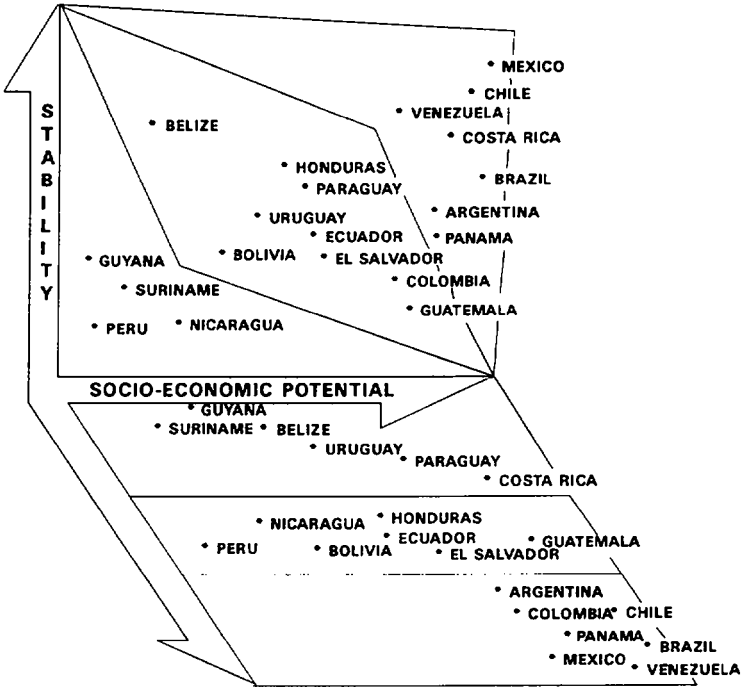 STABILITY
MEXICO
CHILE
VENEZUELA
BELIZE
COSTA RICA
HONDURAS
BRAZIL
PARAGUAY
ARGENTINA
URUGUAY
ECUADOR
PANAMA
BOLIVIA
EL SALVADOR
GUYANA
COLOMBIA
SURINAME
GUATEMALA
PERU
NICARAGUA
SOCIO-ECONOMIC POTENTIAL
GUYANA
SURINAME
BELIZE
URUGUAY
PARAGUAY
COSTA RICA
NICARAGUA
HONDURAS
ECUADOR
GUATEMALA
PERU
BOLIVIA
EL SALVADOR
ARGENTINA
COLOMBIA
CHILE
PANAMA
BRAZIL
MEXICO
VENEZUELA